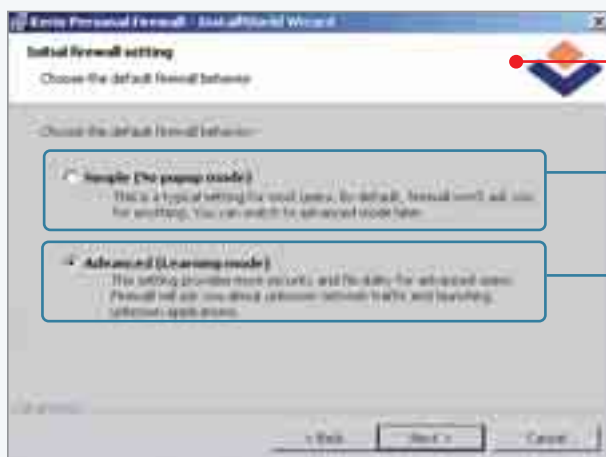 Kerio Personal Firewall - InstallShield Wizard
Initial firewall setting
Choose the default firewall behavior
Choose the default firewall behavior:
Simple (No popup mode)
This is a typical setting for most users. By default, firewall won't ask you
for anything. You can switch to advanced mode later.
Advanced (Learning mode)
This setting provides more security and flexibility for advanced users.
Firewall will ask you about unknown network traffic and launching
unknown applications.
< Back
Next >
Cancel